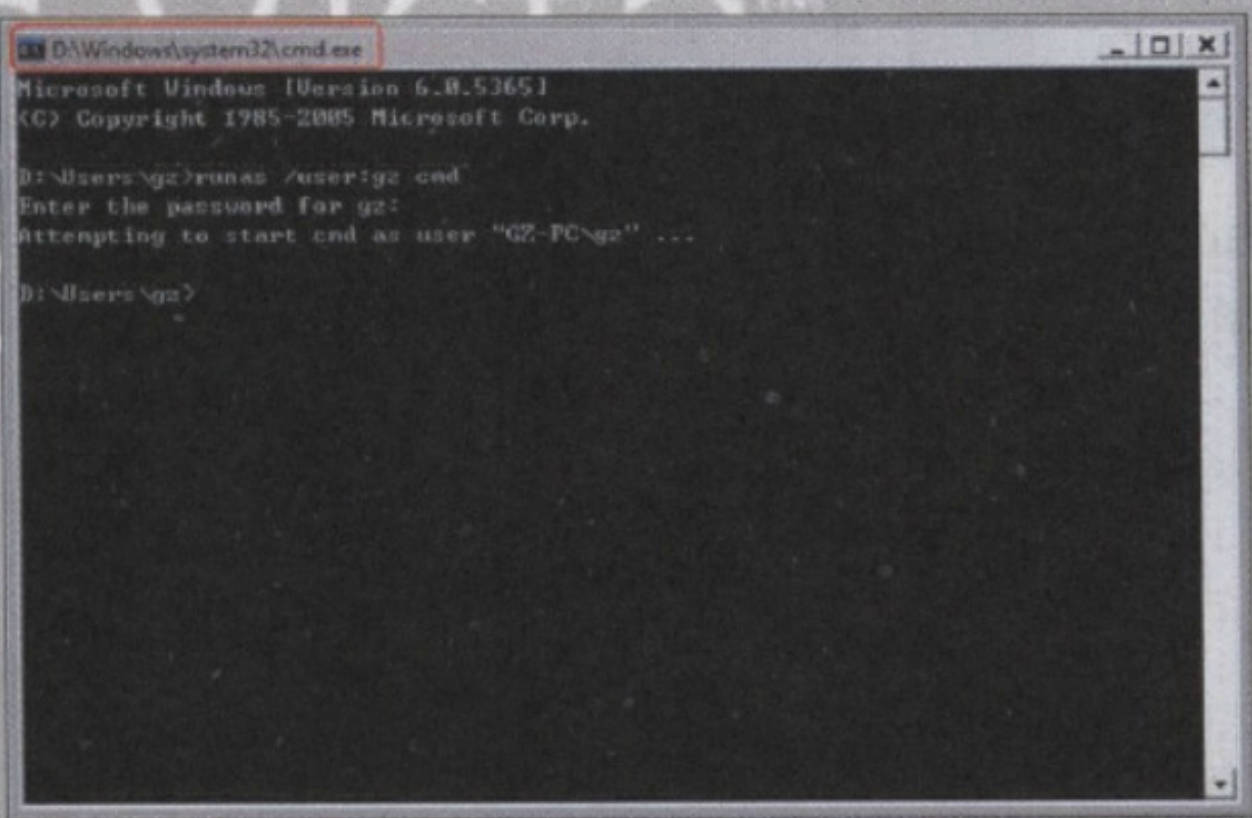 D:\Windows\system32\cmd.exe
Microsoft Windows [Version 6.0.5365]
(C) Copyright 1985-2005 Microsoft Corp.
D:\Users\gz>runas /user:gz cmd
Enter the password for gz:
Attempting to start cmd as user "GZ-PC\gz" ...
D:\Users\gz>